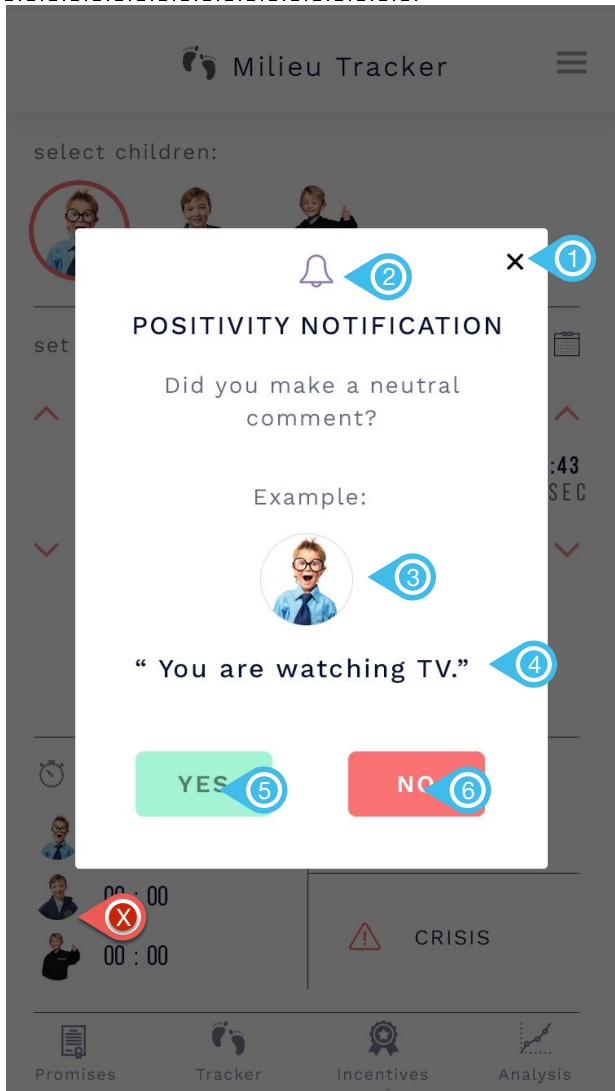 Milieu Tracker
select children:
1
2
POSITIVITY NOTIFICATION
set
Did you make a neutral
comment?
:43
SEC
Example:
3
“ You are watching TV.”
4
YES
5
NO
6
00 : 00
X
00 : 00
CRISIS
Promises
Tracker
Incentives
Analysis